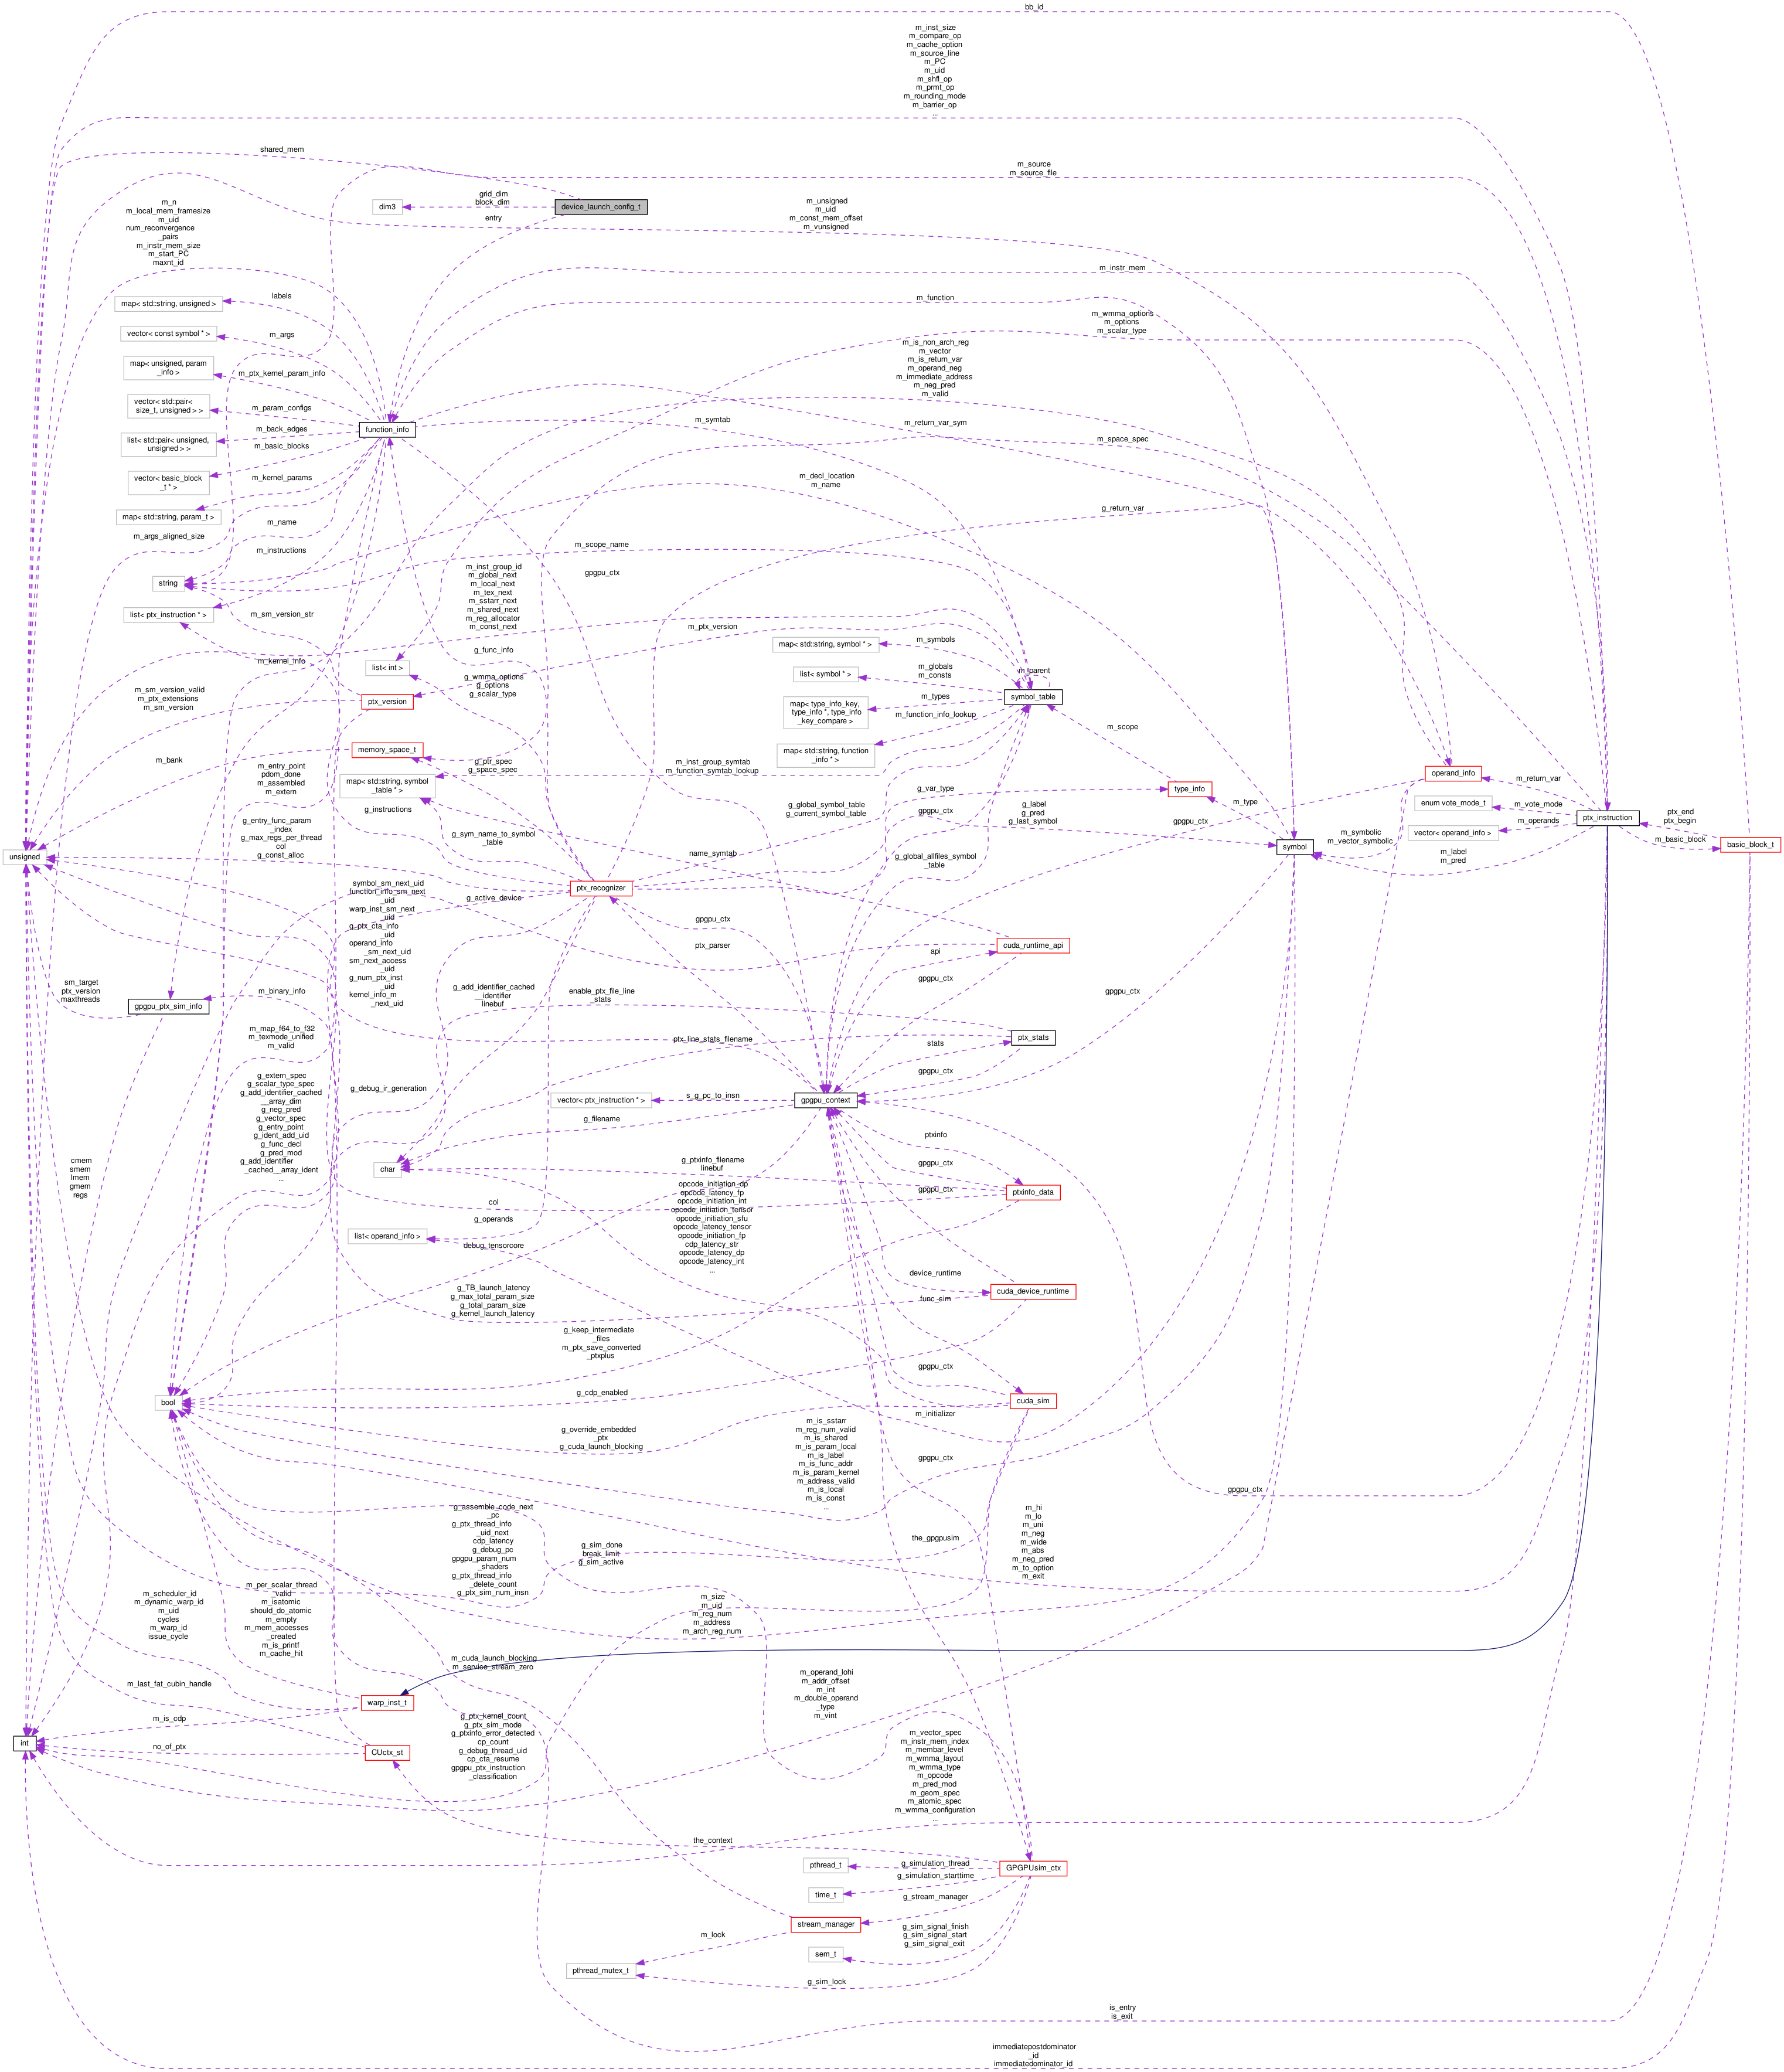 bb_id
m_inst_size
m_compare_op
m_cache_option
m_source_line
m_PC
m_uid
m_shfl_op
m_prmt_op
m_rounding_mode
m_barrier_op
...
shared_mem
m_source
m_source_file
grid_dim
block_dim
dim3
device_launch_config_t
entry
m_unsigned
m_uid
m_const_mem_offset
m_vunsigned
m_n
m_local_mem_framesize
m_uid
num_reconvergence
_pairs
m_instr_mem_size
m_start_PC
maxnt_id
m_instr_mem
labels
map< std::string, unsigned >
m_function
m_args
vector< const symbol * >
m_wmma_options
m_options
m_scalar_type
m_ptx_kernel_param_info
map< unsigned, param
_info >
m_is_non_arch_reg
m_vector
m_is_return_var
m_operand_neg
m_immediate_address
m_neg_pred
m_valid
m_param_configs
vector< std::pair<
size_t, unsigned > >
function_info
m_back_edges
list< std::pair< unsigned,
unsigned > >
m_basic_blocks
vector< basic_block
_t * >
m_kernel_params
map< std::string, param_t >
m_symtab
m_return_var_sym
m_space_spec
m_decl_location
m_name
g_return_var
m_args_aligned_size
m_name
m_instructions
string
list< ptx_instruction * >
m_scope_name
gpgpu_ctx
m_inst_group_id
m_global_next
m_local_next
m_tex_next
m_sstarr_next
m_shared_next
m_reg_allocator
m_const_next
m_sm_version_str
m_ptx_version
m_symbols
map< std::string, symbol * >
g_func_info
m_kernel_info
list< int >
g_wmma_options
g_options
g_scalar_type
m_globals
m_consts
list< symbol * >
m_parent
symbol_table
m_types
map< type_info_key,
type_info *, type_info
_key_compare >
m_function_info_lookup
map< std::string, function
_info * >
m_sm_version_valid
m_ptx_extensions
m_sm_version
ptx_version
m_scope
memory_space_t
m_bank
g_ptr_spec
g_space_spec
m_inst_group_symtab
m_function_symtab_lookup
map< std::string, symbol
_table * >
m_entry_point
pdom_done
m_assembled
m_extern
g_instructions
g_var_type
type_info
operand_info
m_return_var
enum vote_mode_t
m_vote_mode
vector< operand_info >
m_operands
ptx_instruction
ptx_end
ptx_begin
basic_block_t
m_basic_block
m_type
symbol
m_symbolic
m_vector_symbolic
m_label
m_pred
g_global_symbol_table
g_current_symbol_table
gpgpu_ctx
g_label
g_pred
g_last_symbol
gpgpu_ctx
g_entry_func_param
_index
g_max_regs_per_thread
col
g_const_alloc
unsigned
g_sym_name_to_symbol
_table
name_symtab
g_global_allfiles_symbol
_table
ptx_recognizer
symbol_sm_next_uid
function_info_sm_next
_uid
warp_inst_sm_next
_uid
g_ptx_cta_info
_uid
operand_info
_sm_next_uid
sm_next_access
_uid
g_num_ptx_inst
_uid
kernel_info_m
_next_uid
g_active_device
gpgpu_ctx
ptx_parser
cuda_runtime_api
api
gpgpu_ctx
gpgpu_ctx
sm_target
ptx_version
maxthreads
gpgpu_ptx_sim_info
m_binary_info
g_add_identifier_cached
__identifier
linebuf
enable_ptx_file_line
_stats
ptx_line_stats_filename
stats
ptx_stats
gpgpu_ctx
m_map_f64_to_f32
m_texmode_unified
m_valid
g_debug_ir_generation
vector< ptx_instruction * >
s_g_pc_to_insn
gpgpu_context
g_filename
g_extern_spec
g_scalar_type_spec
g_add_identifier_cached
__array_dim
g_neg_pred
g_vector_spec
g_entry_point
g_ident_add_uid
g_func_decl
g_pred_mod
g_add_identifier
_cached__array_ident
...
ptxinfo
char
g_ptxinfo_filename
linebuf
gpgpu_ctx
ptxinfo_data
gpgpu_ctx
cmem
smem
lmem
gmem
regs
col
g_operands
list< operand_info >
opcode_initiation_dp
opcode_latency_fp
opcode_initiation_int
opcode_initiation_tensor
opcode_initiation_sfu
opcode_latency_tensor
opcode_initiation_fp
cdp_latency_str
opcode_latency_dp
opcode_latency_int
...
debug_tensorcore
device_runtime
cuda_device_runtime
func_sim
g_TB_launch_latency
g_max_total_param_size
g_total_param_size
g_kernel_launch_latency
g_keep_intermediate
_files
m_ptx_save_converted
_ptxplus
gpgpu_ctx
g_cdp_enabled
bool
cuda_sim
m_initializer
g_override_embedded
_ptx
g_cuda_launch_blocking
m_is_sstarr
m_reg_num_valid
m_is_shared
m_is_param_local
m_is_label
m_is_func_addr
m_is_param_kernel
m_address_valid
m_is_local
m_is_const
...
gpgpu_ctx
gpgpu_ctx
g_assemble_code_next
_pc
g_ptx_thread_info
_uid_next
cdp_latency
g_debug_pc
gpgpu_param_num
_shaders
g_ptx_thread_info
_delete_count
g_ptx_sim_num_insn
g_sim_done
break_limit
g_sim_active
the_gpgpusim
m_hi
m_lo
m_uni
m_neg
m_wide
m_abs
m_neg_pred
m_to_option
m_exit
m_scheduler_id
m_dynamic_warp_id
m_uid
cycles
m_warp_id
issue_cycle
m_per_scalar_thread
_valid
m_isatomic
should_do_atomic
m_empty
m_mem_accesses
_created
m_is_printf
m_cache_hit
m_size
m_uid
m_reg_num
m_address
m_arch_reg_num
m_cuda_launch_blocking
m_service_stream_zero
m_last_fat_cubin_handle
warp_inst_t
m_is_cdp
m_operand_lohi
m_addr_offset
m_int
m_double_operand
_type
m_vint
int
no_of_ptx
CUctx_st
g_ptx_kernel_count
g_ptx_sim_mode
g_ptxinfo_error_detected
cp_count
g_debug_thread_uid
cp_cta_resume
gpgpu_ptx_instruction
_classification
m_vector_spec
m_instr_mem_index
m_membar_level
m_wmma_layout
m_wmma_type
m_opcode
m_pred_mod
m_geom_spec
m_atomic_spec
m_wmma_configuration
...
the_context
pthread_t
g_simulation_thread
GPGPUsim_ctx
g_simulation_starttime
time_t
g_stream_manager
stream_manager
m_lock
g_sim_signal_finish
g_sim_signal_start
g_sim_signal_exit
sem_t
pthread_mutex_t
g_sim_lock
is_entry
is_exit
immediatepostdominator
_id
immediatedominator_id